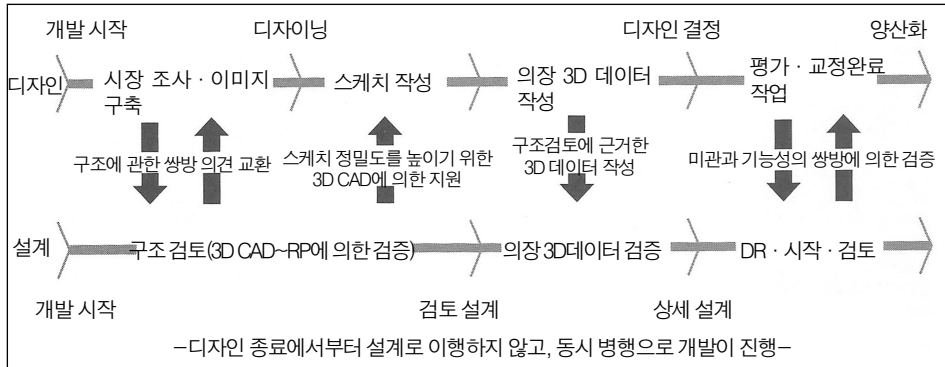 개발 시작 디자이닝 디자인 결정 양산화
디자인 시장 조사 · 이미지 구축 스케치 작성 의장 3D 데이터 작성 평가 · 교정완료 작업
구조에 관한 쌍방 의견 교환
스케치 정밀도를 높이기 위한
3D CAD에 의한 지원
구조검토에 근거한
3D 데이터 작성
미관과 기능성의 쌍방에 의한 검증
설계 구조 검토(3D CAD~RP에 의한 검증) 의장 3D데이터 검증 DR · 시작 · 검토
개발 시작 검토 설계 상세 설계
–디자인 종료에서부터 설계로 이행하지 않고, 동시 병행으로 개발이 진행–